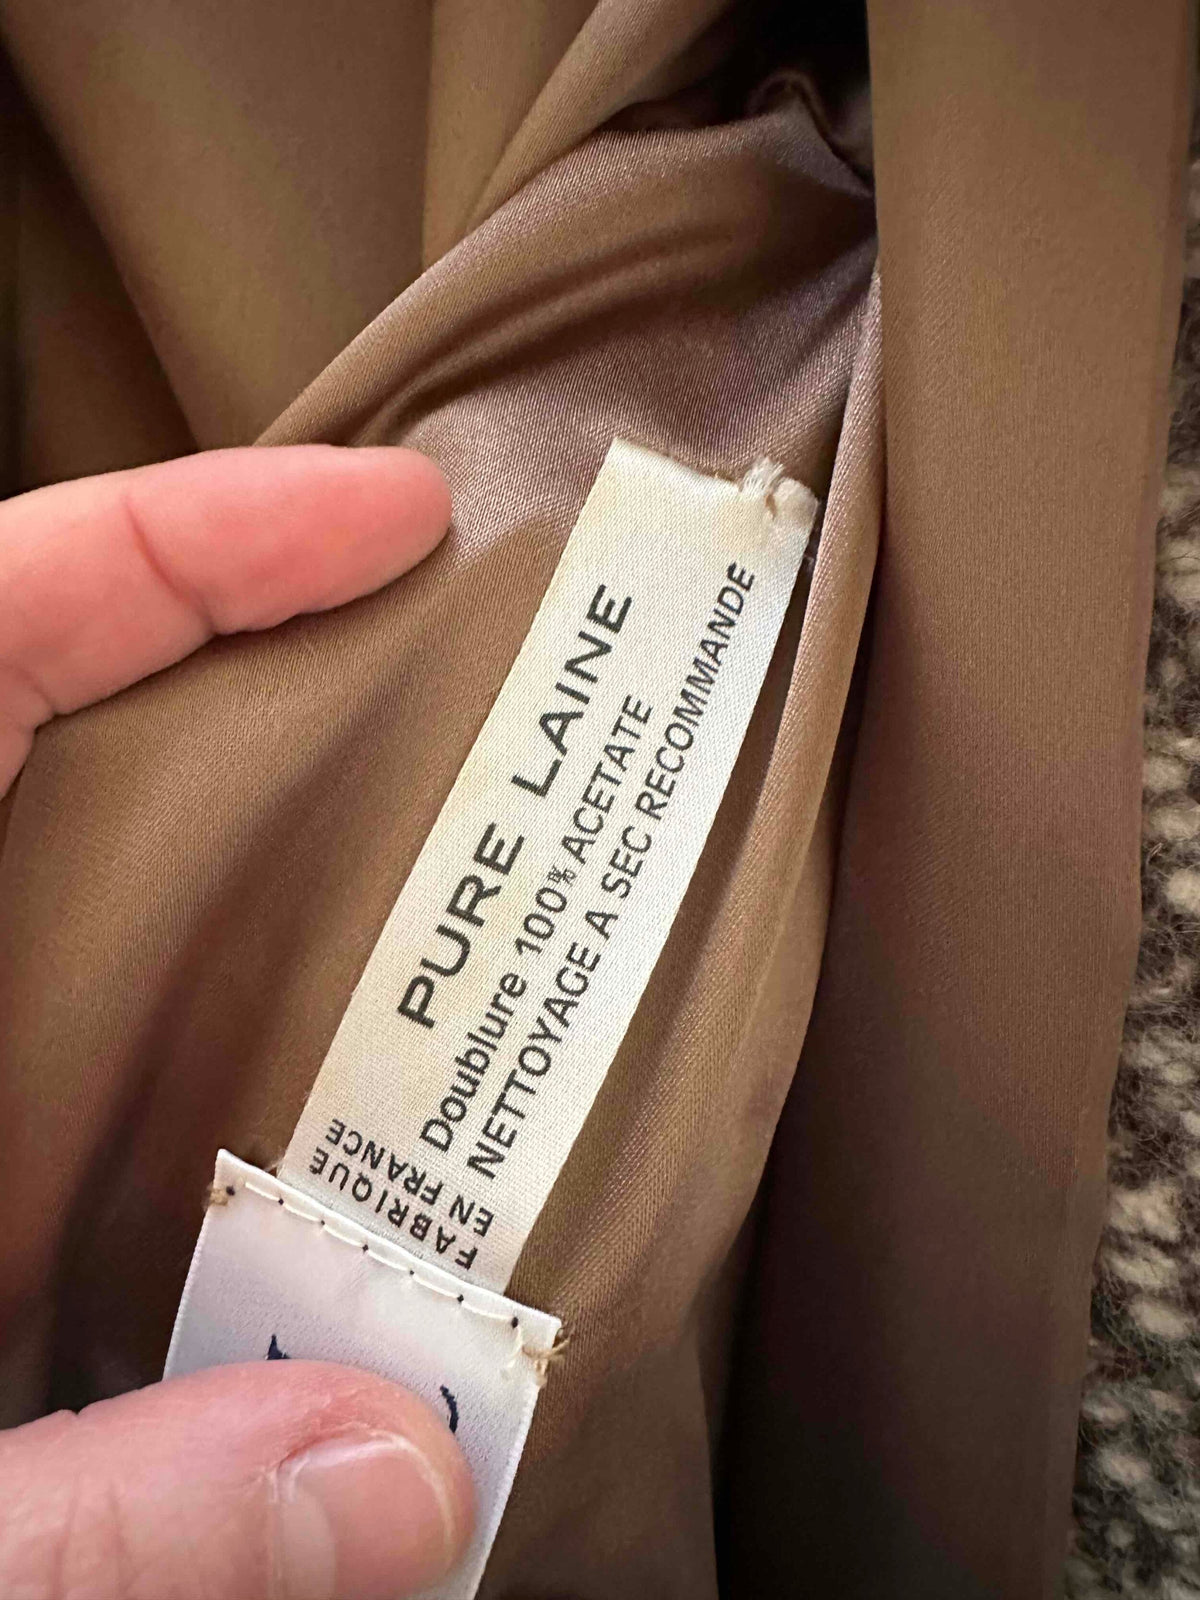 PURE LAINE
Doublure 100% ACETATE
NETTOYAGE A SEC RECOMMANDE
FABRIQUE
EN FRANCE